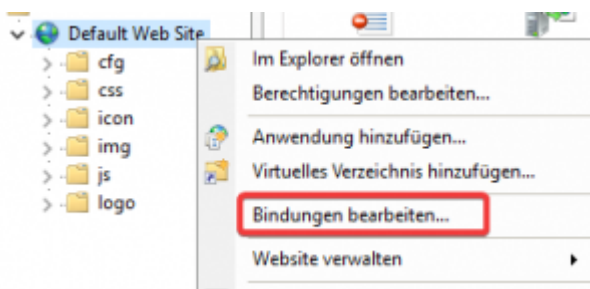 Default Web Site
cfg
css
icon
img
js
logo
Im Explorer öffnen
Berechtigungen bearbeiten...
Anwendung hinzufügen...
Virtuelles Verzeichnis hinzufügen...
Bindungen bearbeiten...
Website verwalten